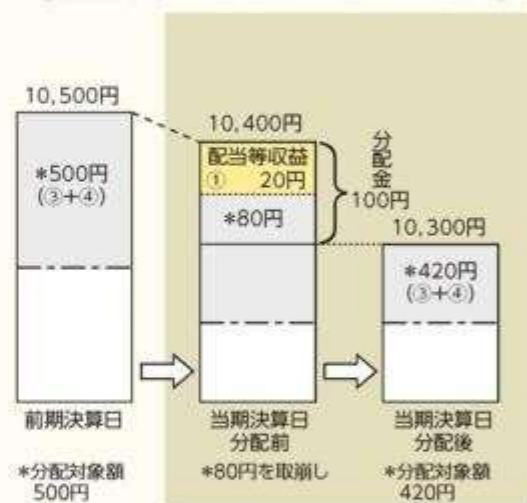 10,500円
*500円
(③+④)
前期決算日
*分配対象額
500円
10,400円
配当等収益
① 20円
*80円
分配金
100円
当期決算日
分配前
*80円を取崩し
10,300円
*420円
(③+④)
当期決算日
分配後
*分配対象額
420円